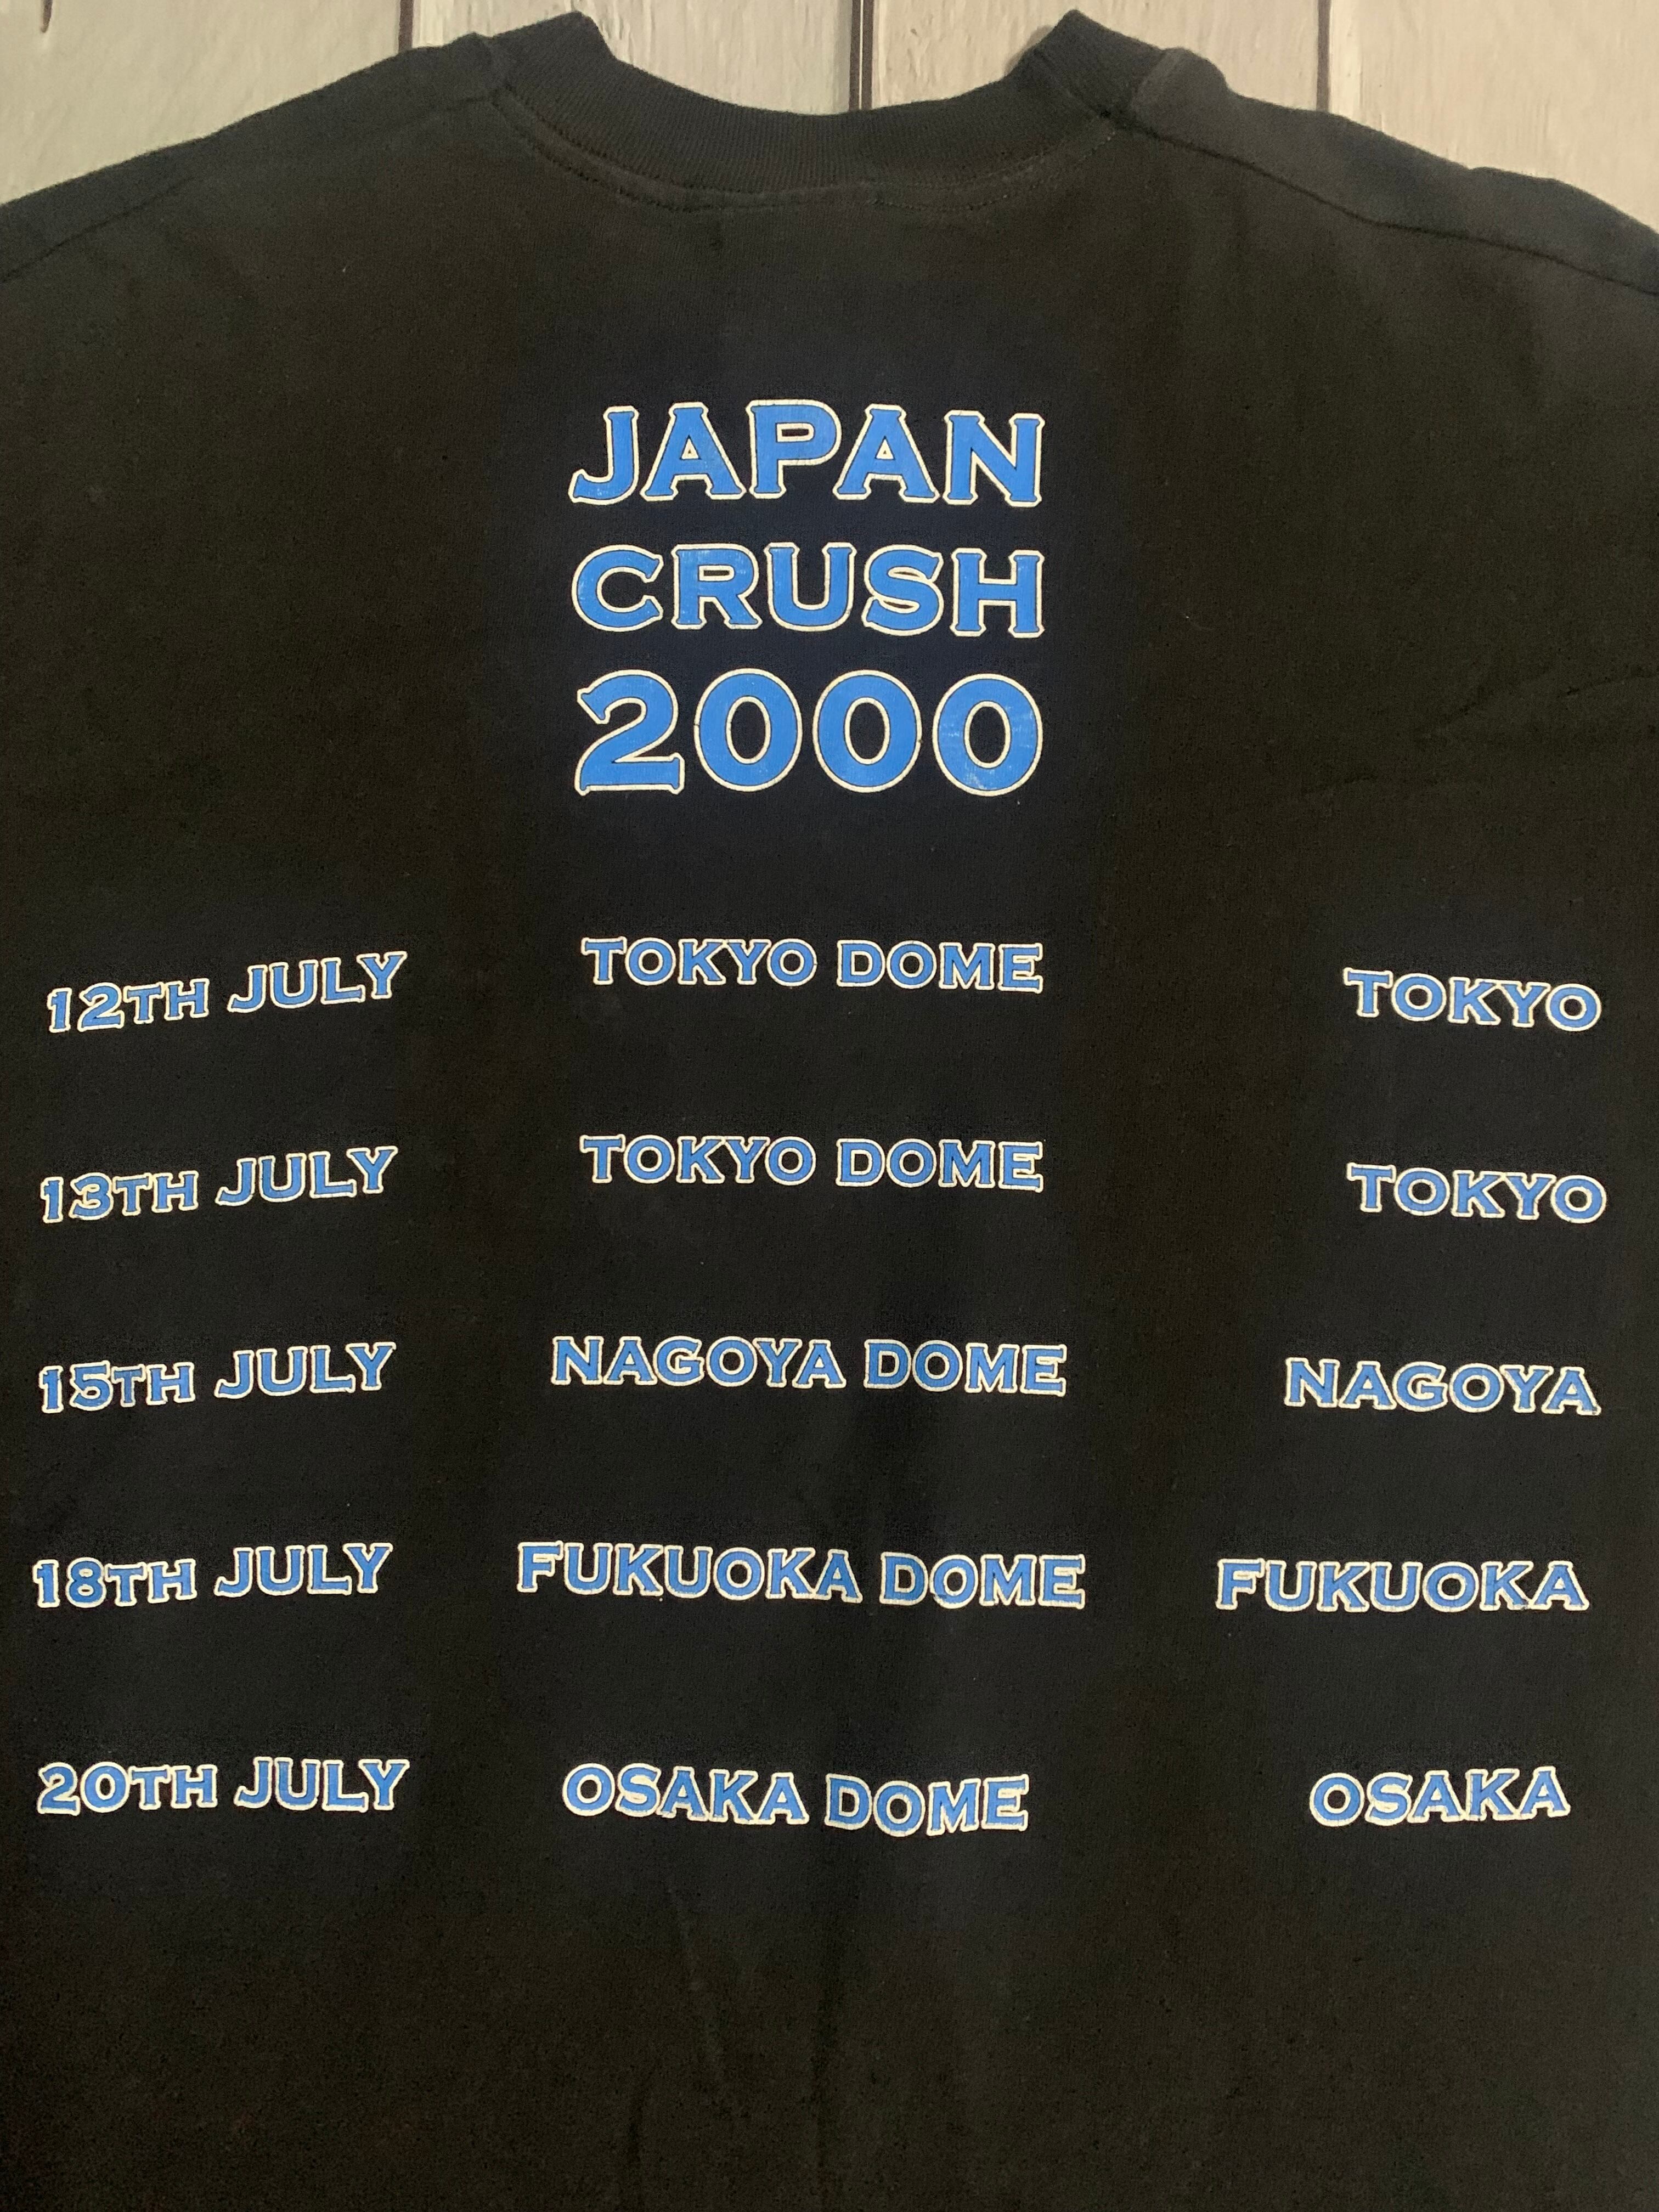 JAPAN
CRUSH
2000
12TH JULY TOKYO DOME TOKYO
13TH JULY TOKYO DOME TOKYO
15TH JULY NAGOYA DOME NAGOYA
18TH JULY FUKUOKA DOME FUKUOKA
20TH JULY OSAKA DOME OSAKA